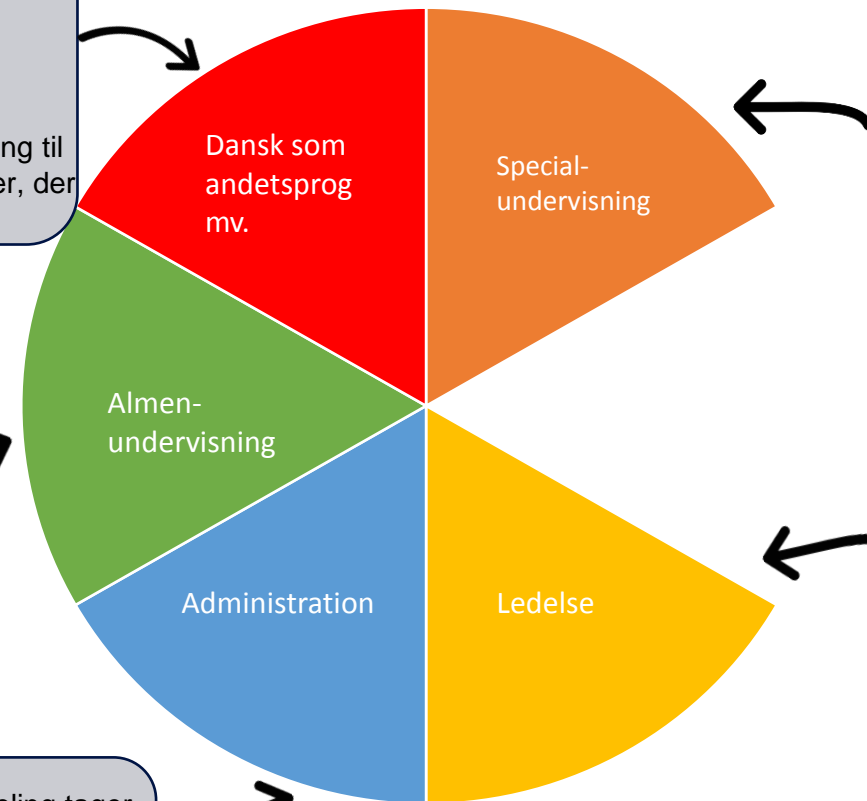 ng til
er, der
Dansk som
andetsprog
mv.
Special-
undervisning
Almen-
undervisning
Administration
Ledelse